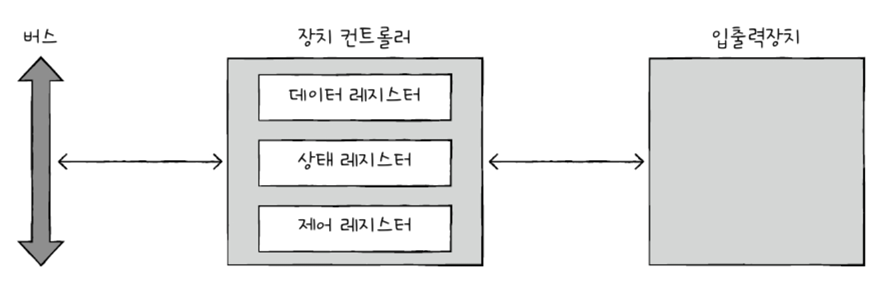 버스
장치 컨트롤러
입출력장치
데이터 레지스터
상태 레지스터
제어 레지스터